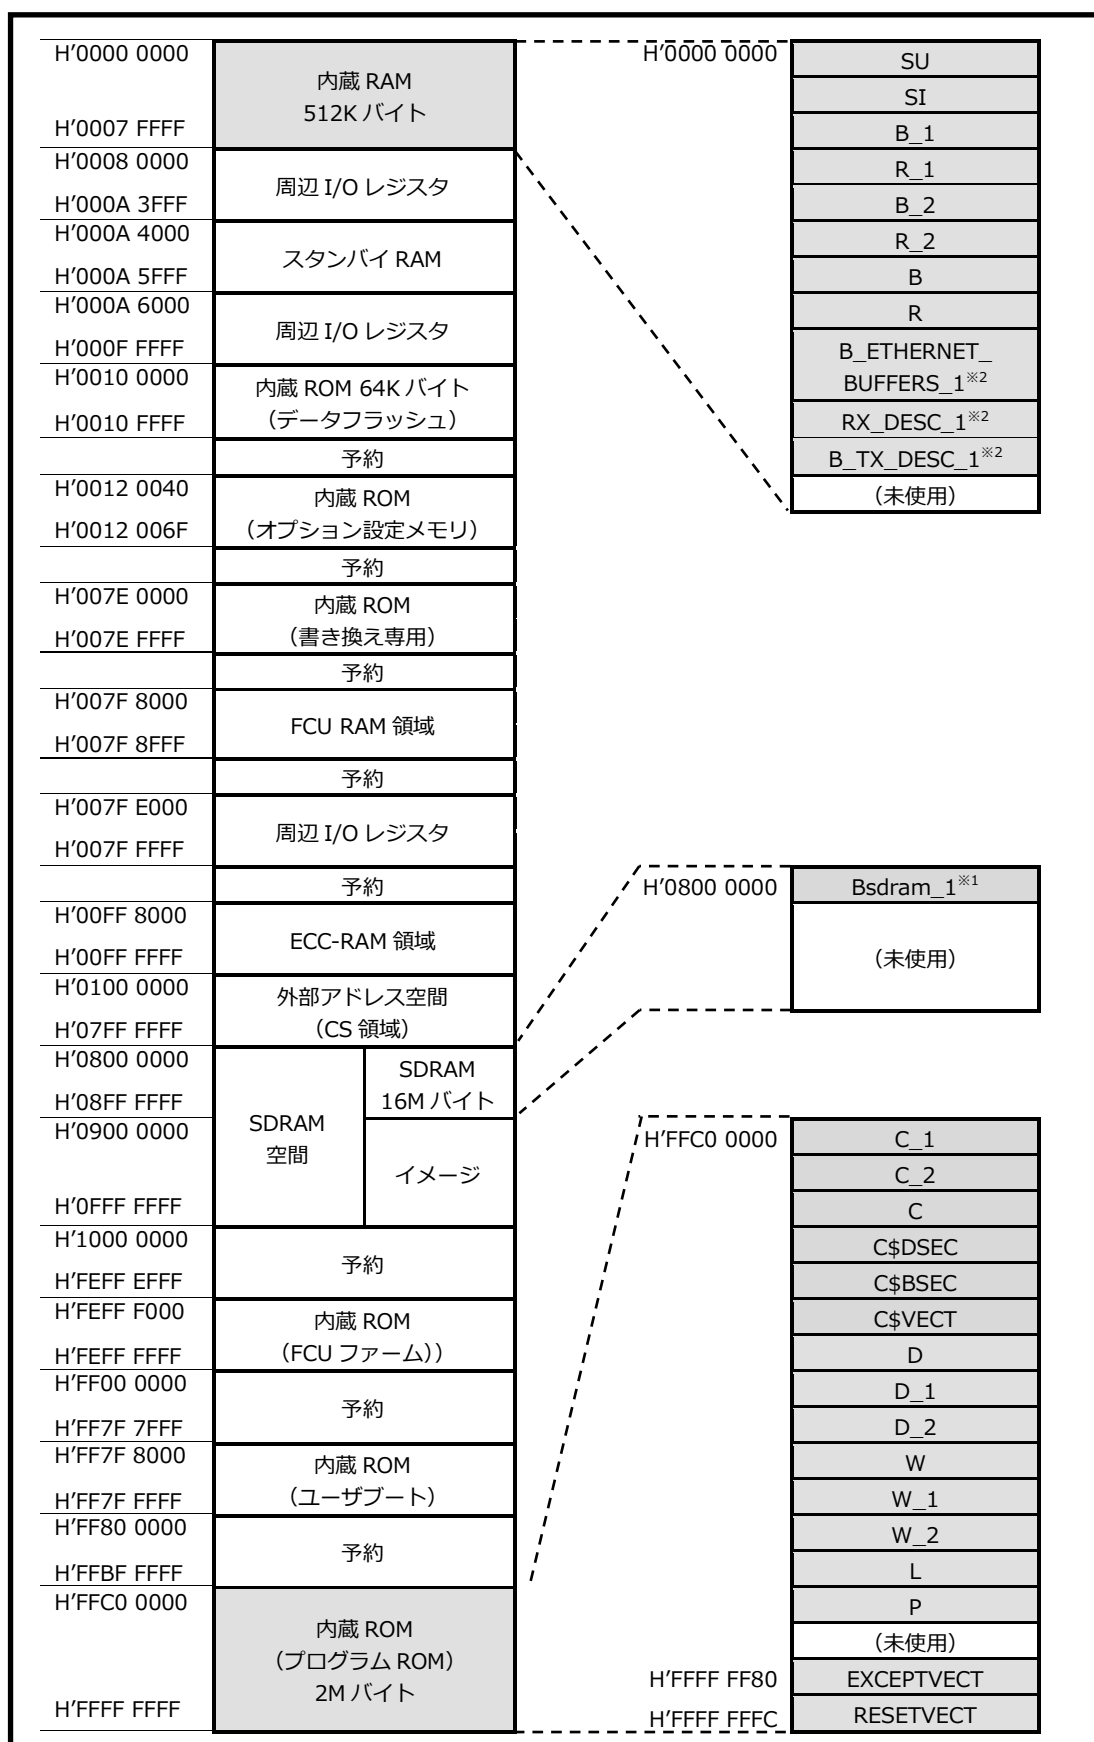 H'0000 0000
内蔵 RAM
512K バイト
H'0007 FFFF
H'0008 0000
周辺 I/O レジスタ
H'000A 3FFF
H'000A 4000
スタンバイ RAM
H'000A 5FFF
H'000A 6000
周辺 I/O レジスタ
H'000F FFFF
H'0010 0000
内蔵 ROM 64K バイト
（データフラッシュ）
H'0010 FFFF
予約
H'0012 0040
内蔵 ROM
（オプション設定メモリ）
H'0012 006F
予約
H'007E 0000
内蔵 ROM
（書き換え専用）
H'007E FFFF
予約
H'007F 8000
FCU RAM 領域
H'007F 8FFF
予約
H'007F E000
周辺 I/O レジスタ
H'007F FFFF
予約
H'00FF 8000
ECC-RAM 領域
H'00FF FFFF
H'0100 0000
外部アドレス空間
（CS 領域）
H'07FF FFFF
H'0800 0000
SDRAM
16M バイト
H'08FF FFFF
H'0900 0000
SDRAM
空間
イメージ
H'0FFF FFFF
H'1000 0000
予約
H'FEFF EFFF
H'FEFF F000
内蔵 ROM
（FCU ファーム））
H'FEFF FFFF
H'FF00 0000
予約
H'FF7F 7FFF
H'FF7F 8000
内蔵 ROM
（ユーザブート）
H'FF7F FFFF
H'FF80 0000
予約
H'FFBF FFFF
H'FFC0 0000
内蔵 ROM
（プログラム ROM）
2M バイト
H'FFFF FFFF
H'0000 0000
SU
SI
B_1
R_1
B_2
R_2
B
R
B_ETHERNET_
BUFFERS_1※2
RX_DESC_1※2
B_TX_DESC_1※2
（未使用）
H'0800 0000
Bsdram_1※1
（未使用）
H'FFC0 0000
C_1
C_2
C
C$DSEC
C$BSEC
C$VECT
D
D_1
D_2
W
W_1
W_2
L
P
（未使用）
H'FFFF FF80
EXCEPTVECT
H'FFFF FFFC
RESETVECT